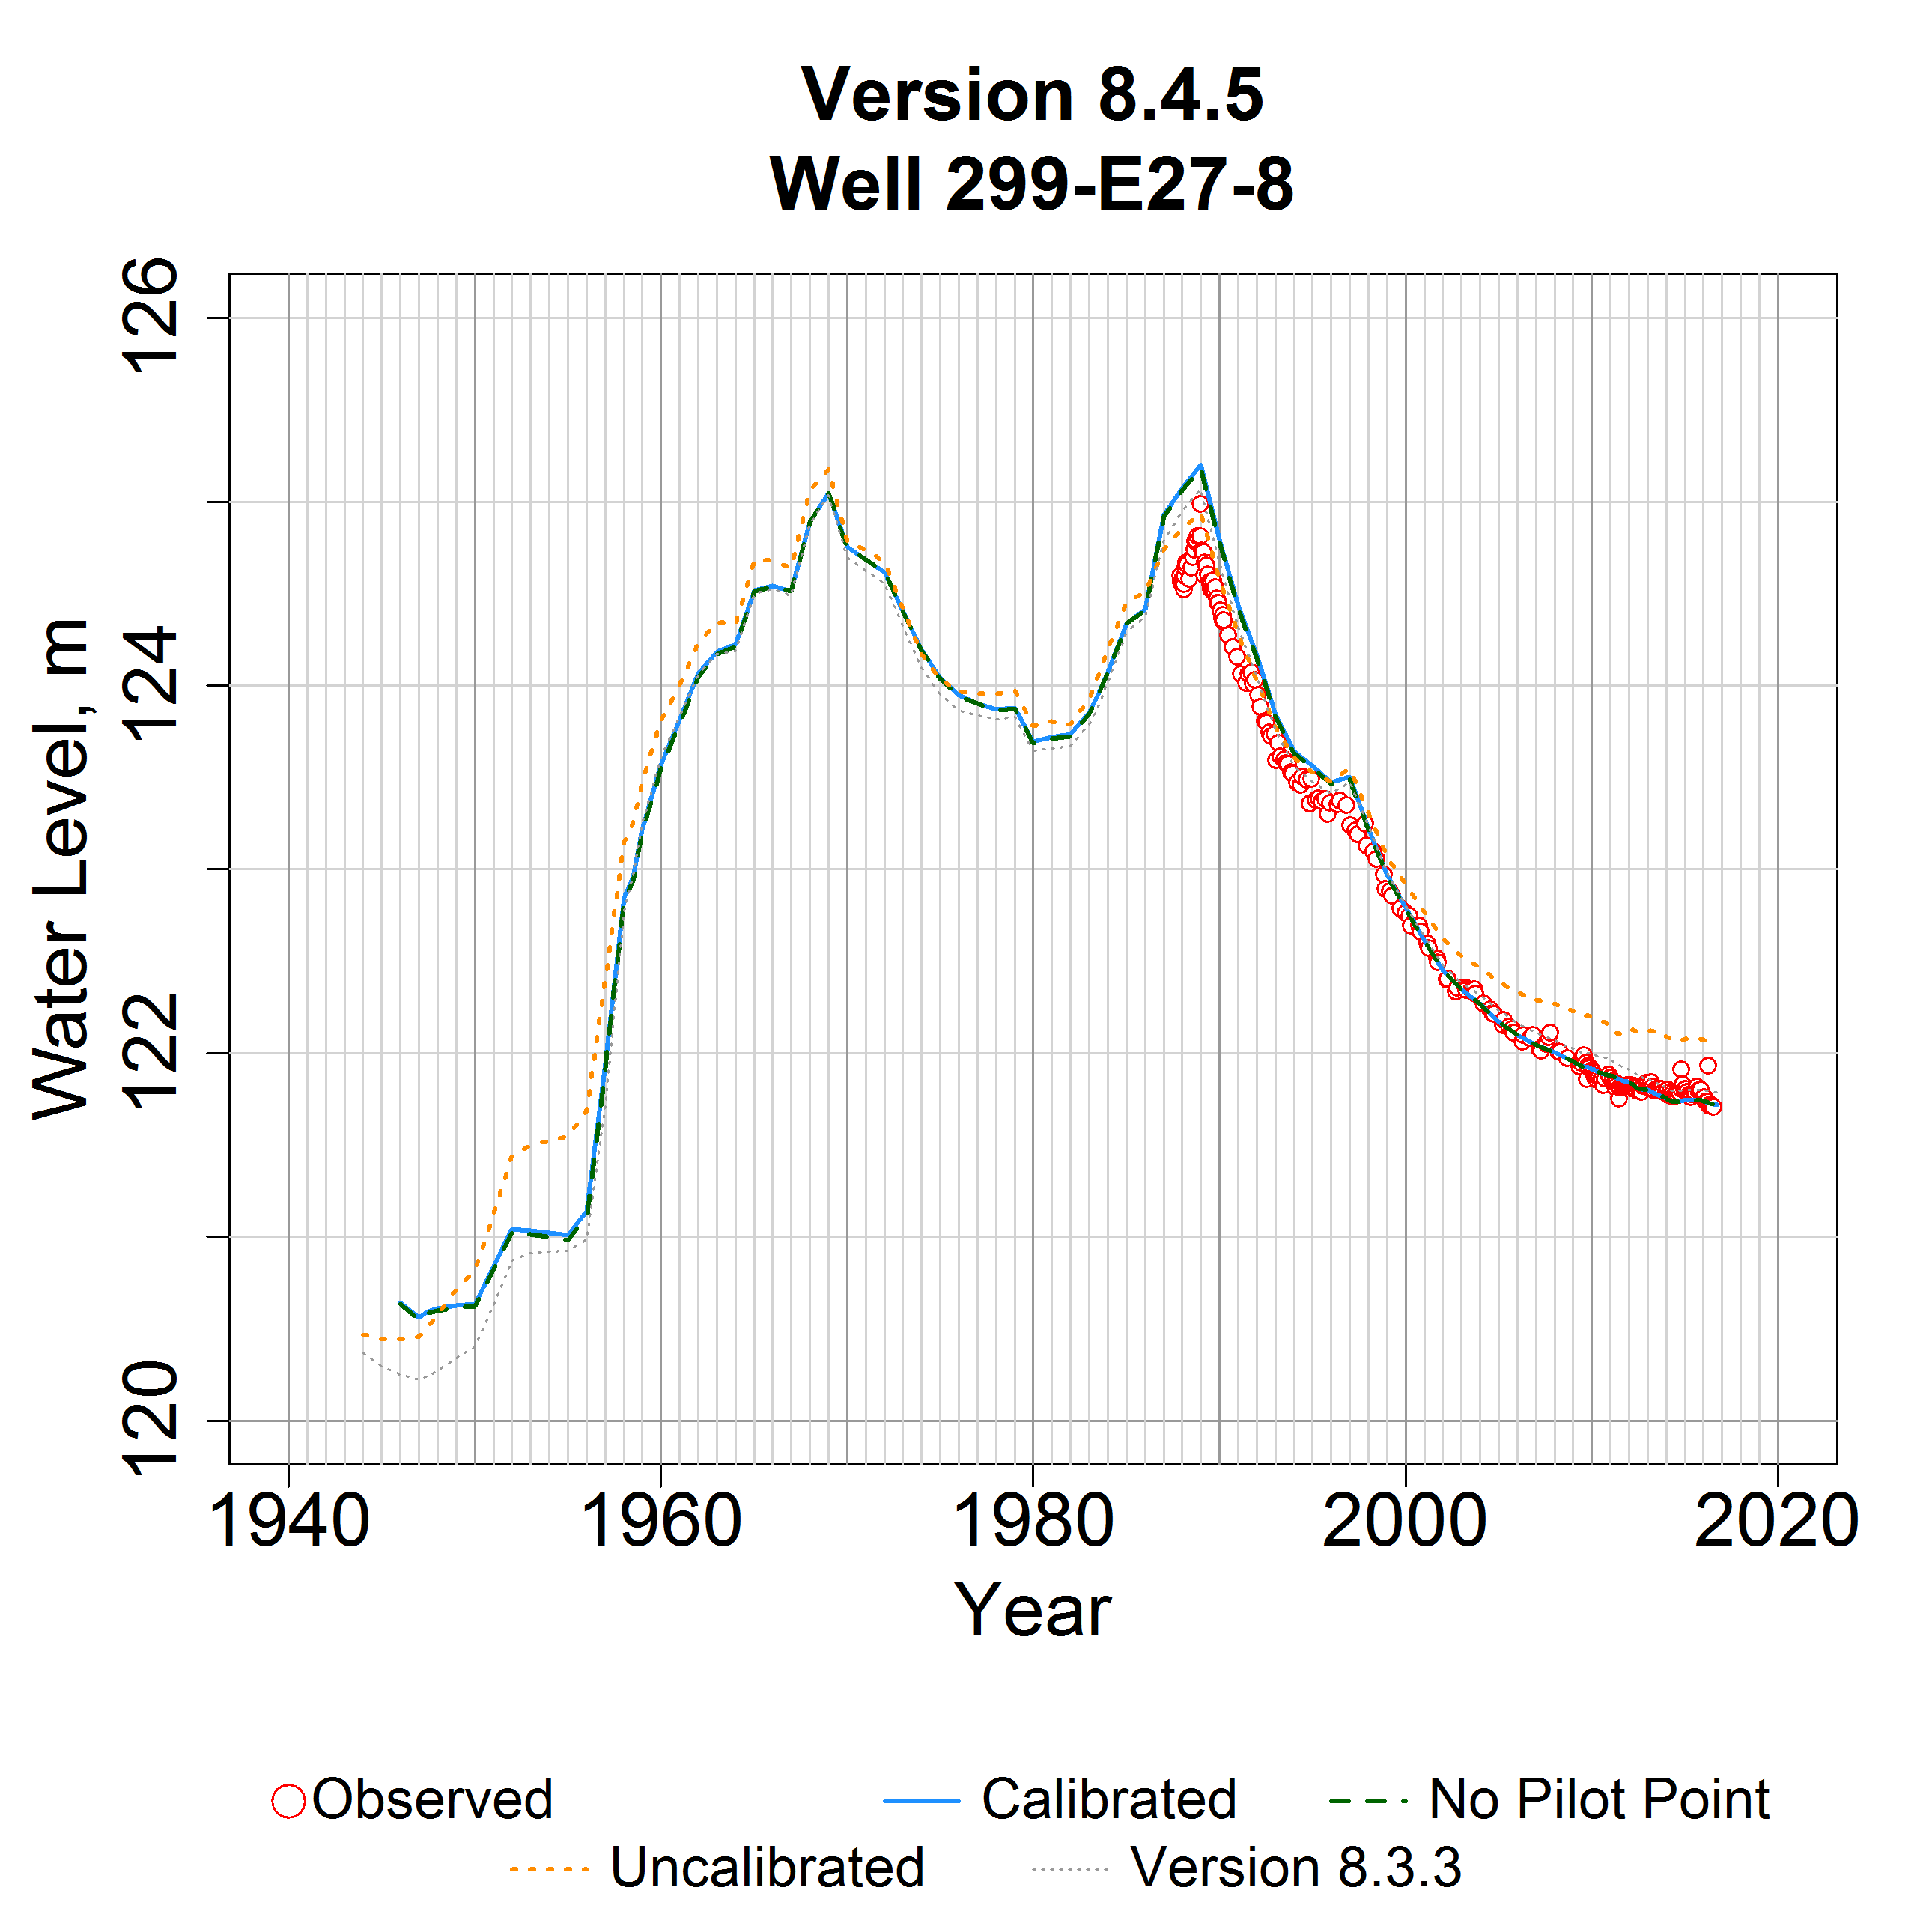 Version 8.4.5
Well 299-E27-8
Water Level, m
126
124
122
120
1940 1960 1980 2000 2020
Year
Observed Calibrated No Pilot Point
Uncalibrated Version 8.3.3